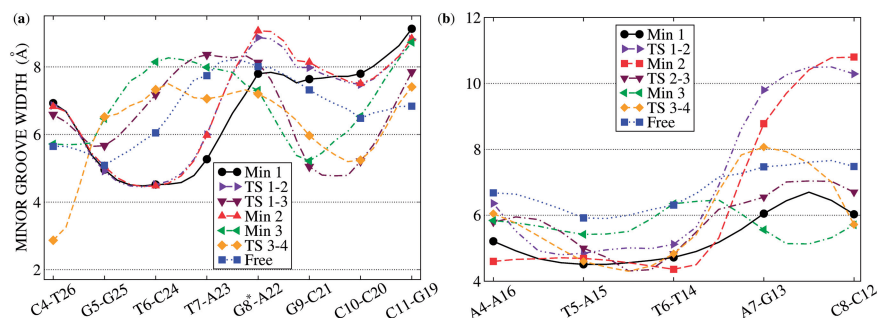 (a)
MINOR GROOVE WIDTH (Å)
8
6
4
2
Min 1
TS 1-2
TS 1-3
Min 2
Min 3
TS 3-4
Free
C4-T26
G5-G25
T6-C24
T7-A23
G8*-A22
G9-C21
C10-C20
C11-G19
(b)
12
10
8
6
4
Min 1
TS 1-2
Min 2
TS 2-3
Min 3
TS 3-4
Free
A4-A16
T5-A15
T6-T14
A7-G13
C8-C12